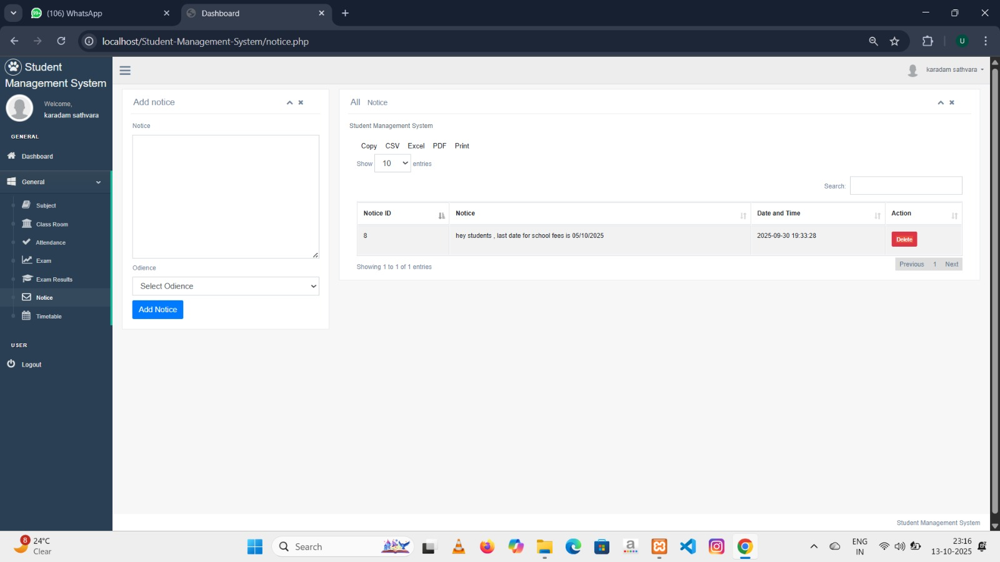 (106) WhatsApp
Dashboard
localhost/Student-Management-System/notice.php
U
Student
Management System
karadam sathvara
Welcome,
karadam sathvara
GENERAL
Dashboard
General
Subject
Class Room
Attendance
Exam
Exam Results
Notice
Timetable
USER
Logout
Add notice
Notice
Odience
Select Odience
Add Notice
All Notice
Student Management System
Copy CSV Excel PDF Print
Show 10 entries
Search:
Notice ID Notice Date and Time Action
8 hey students , last date for school fees is 05/10/2025 2025-09-30 19:33:28 Delete
Showing 1 to 1 of 1 entries
Previous 1 Next
Student Management System
8
24°C
Clear
Search
a
ENG
IN
23:16
13-10-2025